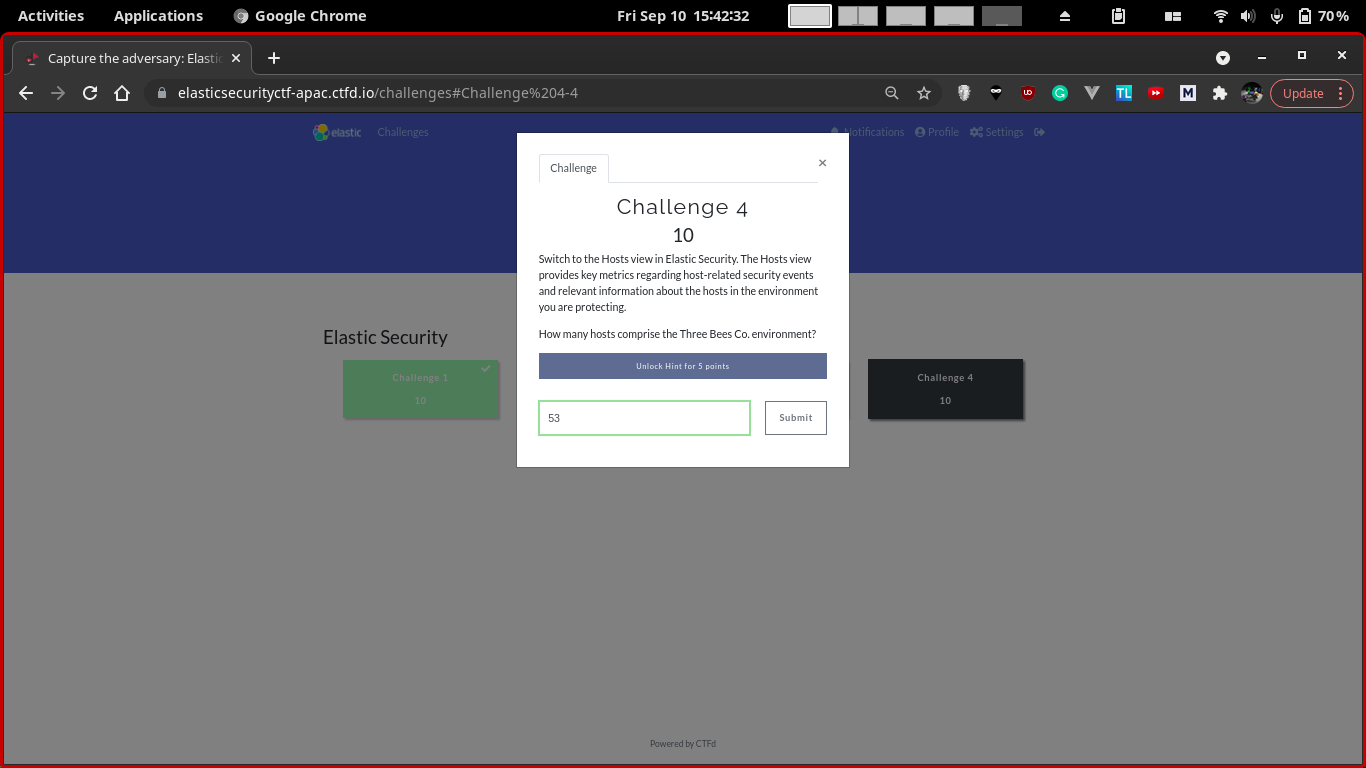 Activities Applications Google Chrome Fri Sep 10 15:42:32 70%
Capture the adversary: Elastic
elasticsecurityctf-apac.ctfd.io/challenges#Challenge%204-4 UD G TL M Update
elastic Challenges Notifications Profile Settings
Challenge ×
Challenge 4
10
Switch to the Hosts view in Elastic Security. The Hosts view
provides key metrics regarding host-related security events
and relevant information about the hosts in the environment
you are protecting.
How many hosts comprise the Three Bees Co. environment?
Unlock Hint for 5 points
53 Submit
Elastic Security
Challenge 1
10
Challenge 4
10
Powered by CTFd